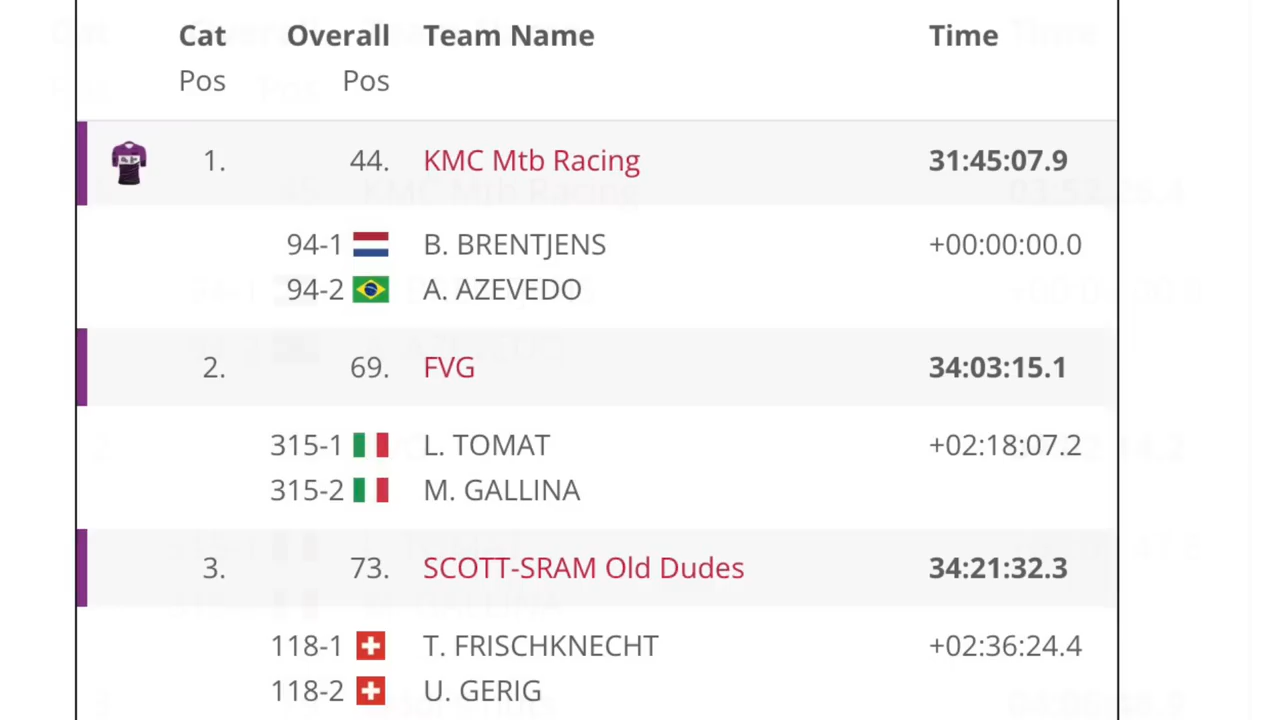 Cat Overall Team Name Time
Pos Pos
1. 44. KMC Mtb Racing 31:45:07.9
94-1 B. BRENTJENS +00:00:00.0
94-2 A. AZEVEDO
2. 69. FVG 34:03:15.1
315-1 L. TOMAT +02:18:07.2
315-2 M. GALLINA
3. 73. SCOTT-SRAM Old Dudes 34:21:32.3
118-1 T. FRISCHKNECHT +02:36:24.4
118-2 U. GERIG